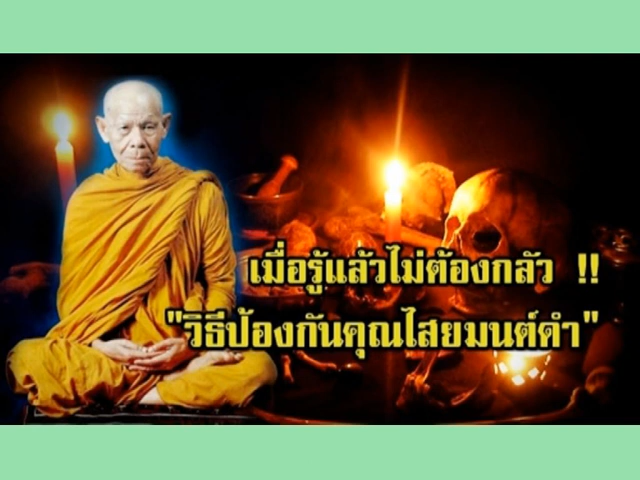 เมื่อรู้แล้วไม่ต้องกลัว !!
"วิธีป้องกันคุณไสยมนต์ดำ"